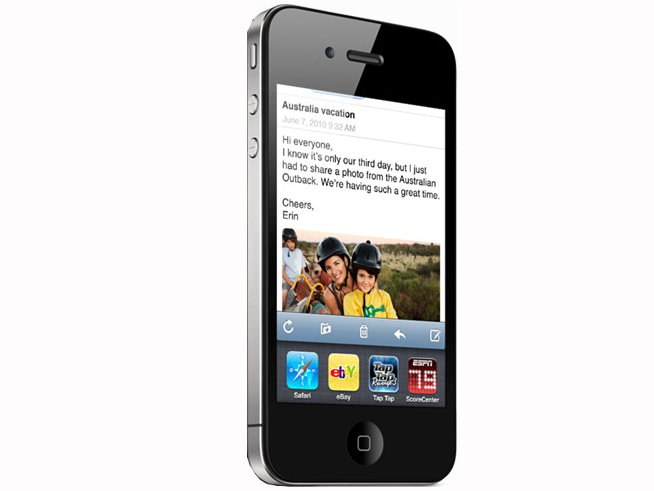 Australia vacation
June 7, 2010 9:32 AM
Hi everyone,
I know it's only our third day, but I just
had to share a photo from the Australian
Outback. We're having such a great time.
Cheers,
Erin
ebY
Tap
Tap
Revenge
ESPN
79
Safari
eBay
Tap Tap
ScoreCenter